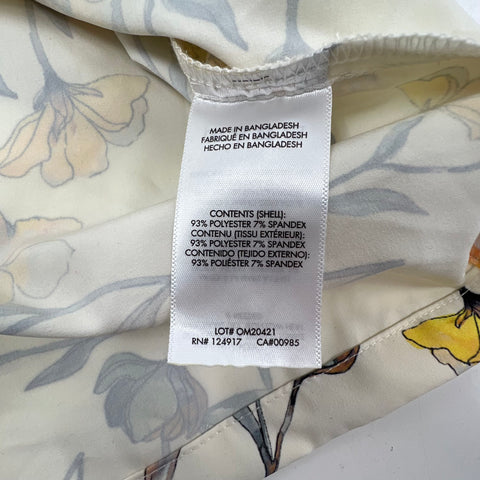 MADE IN BANGLADESH
FABRIQUÉ EN BANGLADESH
HECHO EN BANGLADESH
CONTENTS (SHELL):
93% POLYESTER 7% SPANDEX
CONTENU (TISSU EXTÉRIEUR):
93% POLYESTER 7% SPANDEX
CONTENIDO (TEJIDO EXTERNO):
93% POLIÉSTER 7% SPANDEX
LOT# OM20421
RN# 124917 CA#00985